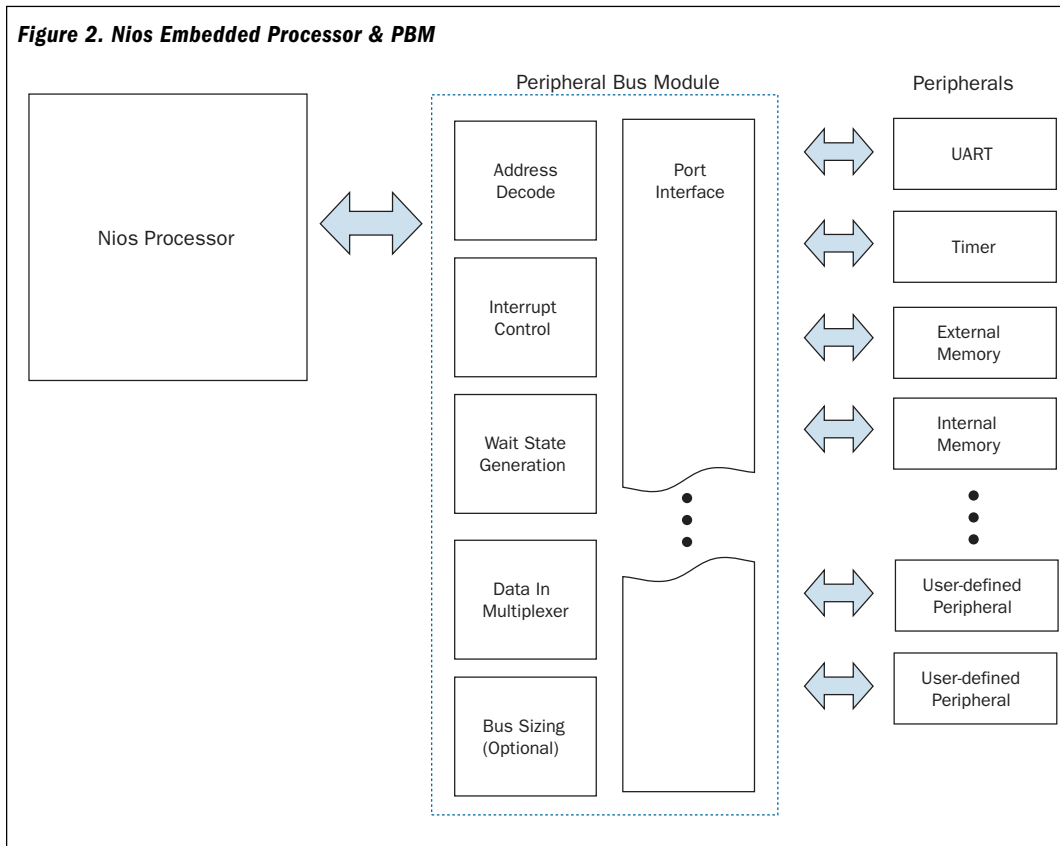 Figure 2. Nios Embedded Processor & PBM
Peripheral Bus Module
Peripherals
Nios Processor
Address
Decode
Interrupt
Control
Wait State
Generation
Data In
Multiplexer
Bus Sizing
(Optional)
Port
Interface
UART
Timer
External
Memory
Internal
Memory
User-defined
Peripheral
User-defined
Peripheral